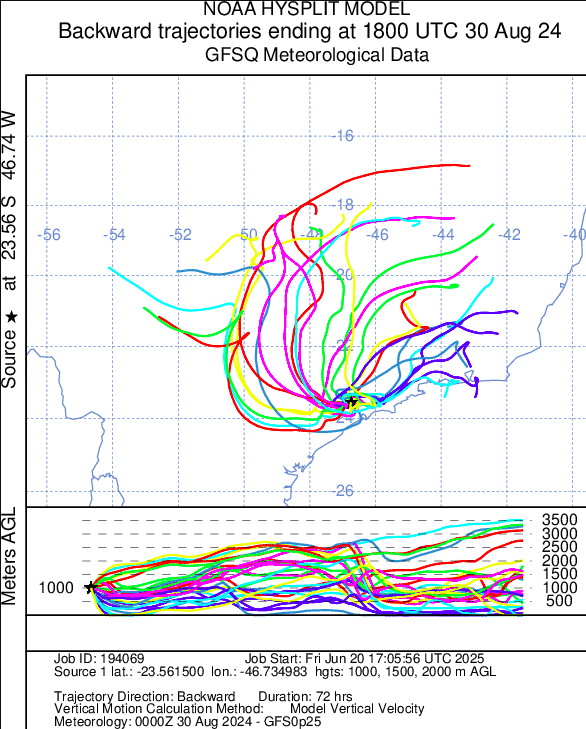 NOAA HYSPLIT MODEL
Backward trajectories ending at 1800 UTC 30 Aug 24
GFSQ Meteorological Data
Source ★ at 23.56 S 46.74 W
-16
-18
-56 -54 -52 -50 -48 -46 -44 -42 -40
-20
-22
-24
-26
Meters AGL
1000
3500
3000
2500
2000
1500
1000
500
Job ID: 194069 Job Start: Fri Jun 20 17:05:56 UTC 2025
Source 1 lat.: -23.561500 lon.: -46.734983 hgts: 1000, 1500, 2000 m AGL
Trajectory Direction: Backward Duration: 72 hrs
Vertical Motion Calculation Method: Model Vertical Velocity
Meteorology: 0000Z 30 Aug 2024 - GFS0p25